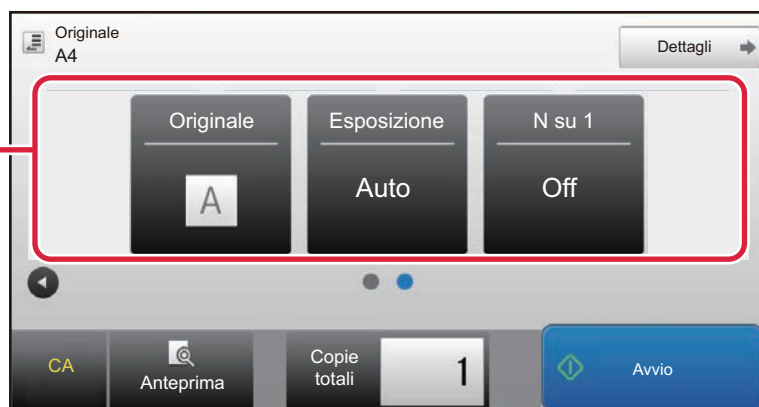 Originale
A4
Dettagli
Originale
Esposizione
N su 1
A
Auto
Off
CA
Anteprima
Copie
totali
1
Avvio